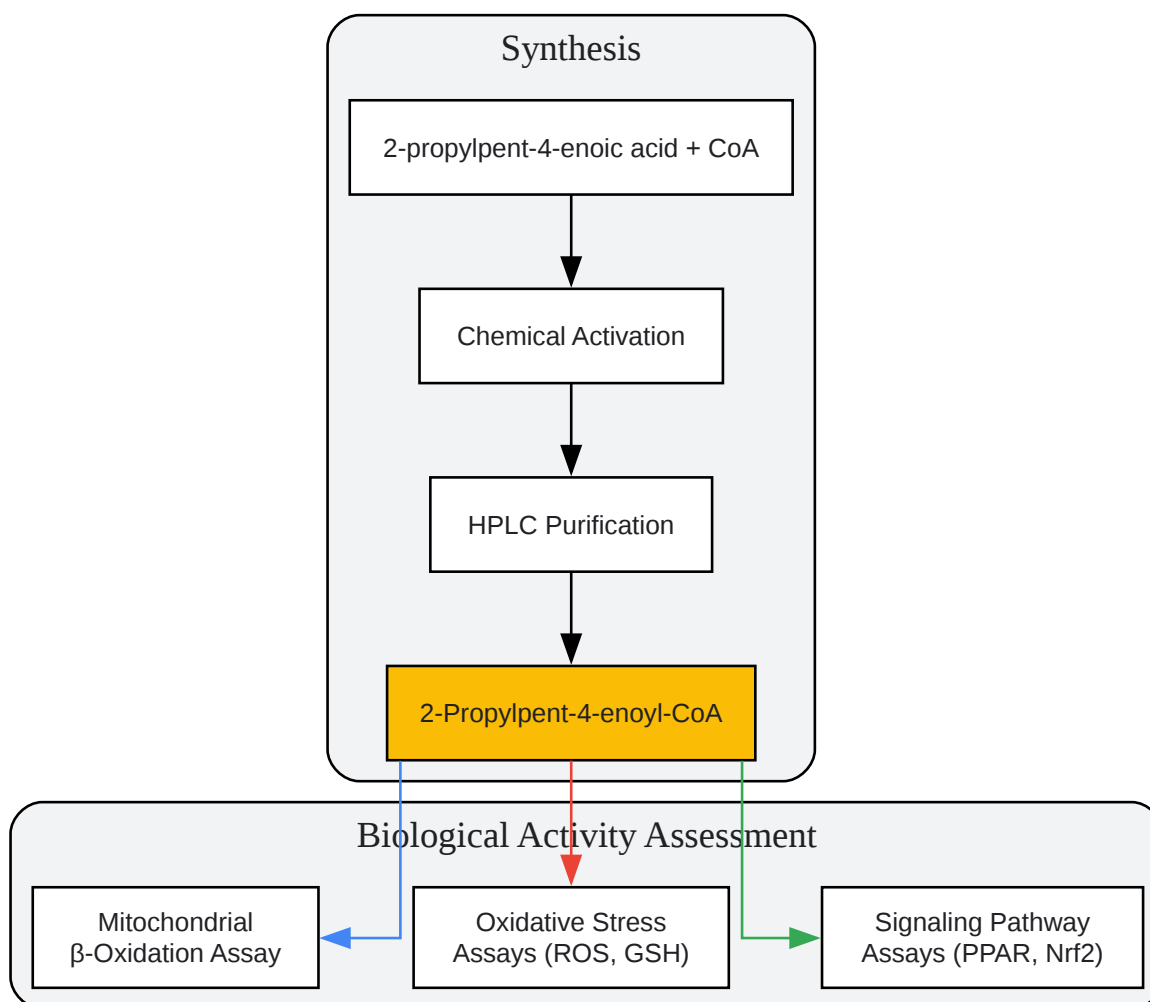 Synthesis
2-propylpent-4-enoic acid + CoA
Chemical Activation
HPLC Purification
2-Propylpent-4-enoyl-CoA
Biological Activity Assessment
Mitochondrial
β-Oxidation Assay
Oxidative Stress
Assays (ROS, GSH)
Signaling Pathway
Assays (PPAR, Nrf2)